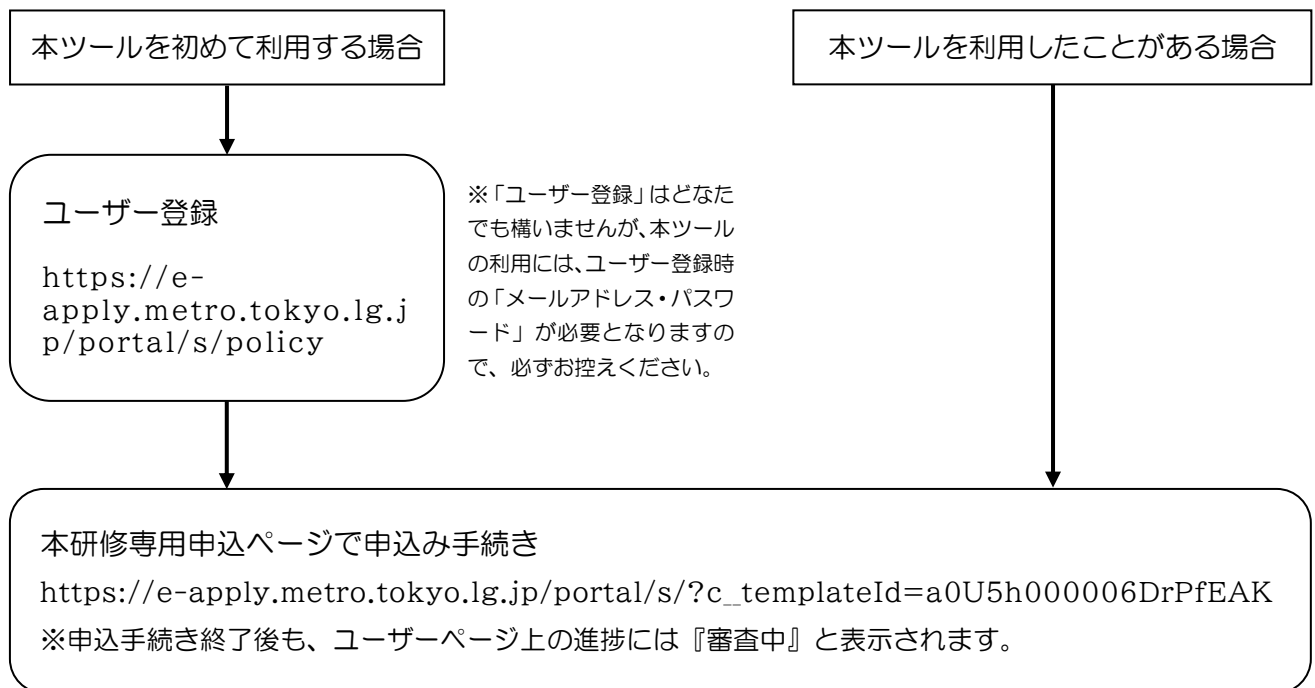 本ツールを初めて利用する場合
本ツールを利用したことがある場合
ユーザー登録
https://e-
apply.metro.tokyo.lg.j
p/portal/s/policy
※「ユーザー登録」はどなた
でも構いませんが、本ツール
の利用には、ユーザー登録時
の「メールアドレス・パスワ
ード」が必要となりますの
で、必ずお控えください。
本研修専用申込ページで申込み手続き
https://e-apply.metro.tokyo.lg.jp/portal/s/?c__templateId=a0U5h000006DrPfEAK
※申込手続き終了後も、ユーザーページ上の進捗には『審査中』と表示されます。